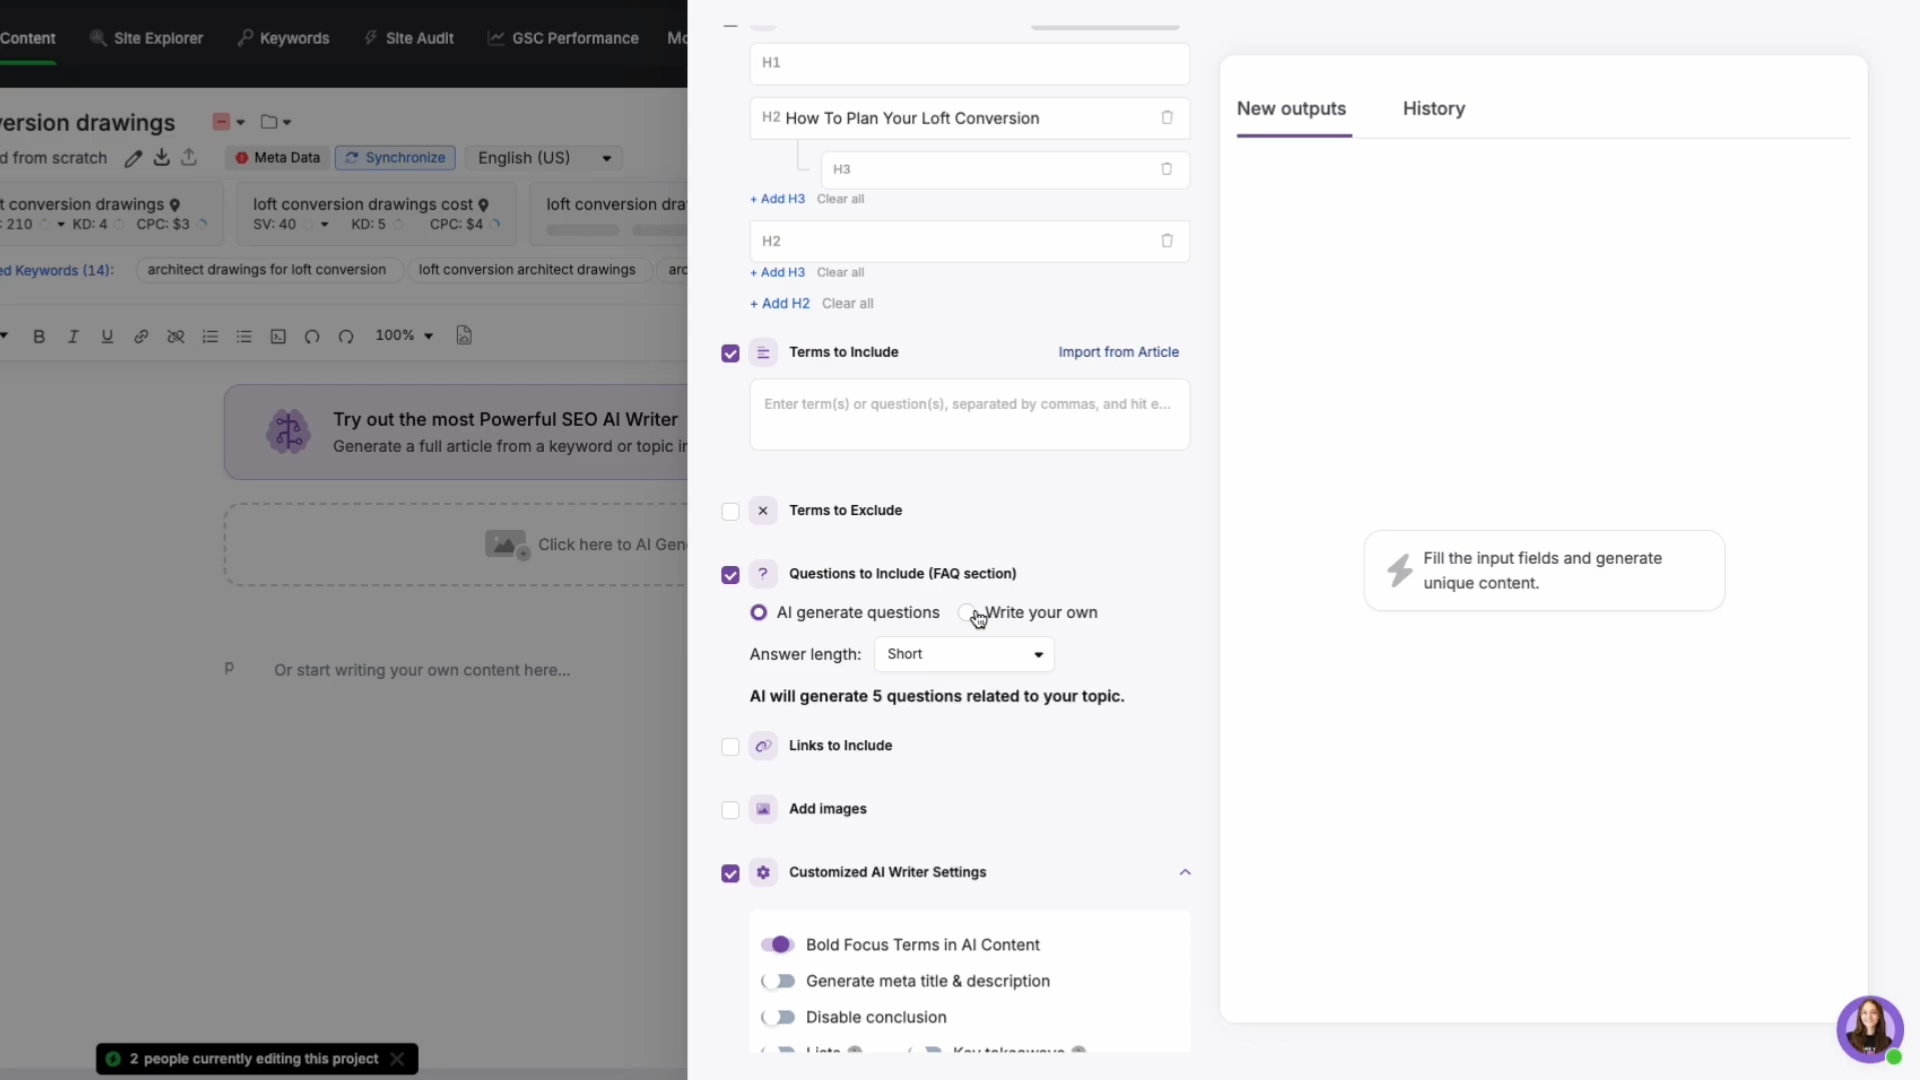 Content
Site Explorer
Keywords
Site Audit
GSC Performance
ersion drawings
d from scratch
Meta Data
Synchronize
English (US)
t conversion drawings
: 210
KD: 4
CPC: $3
loft conversion drawings cost
SV: 40
KD: 5
CPC: $4
loft conversion dra
ed Keywords (14):
architect drawings for loft conversion
loft conversion architect drawings
arc
B
I
U
100%
Try out the most Powerful SEO AI Writer
Generate a full article from a keyword or topic i
Click here to AI Gen
P
Or start writing your own content here...
2 people currently editing this project
H1
H2 How To Plan Your Loft Conversion
H3
+ Add H3 Clear all
H2
+ Add H3 Clear all
+ Add H2 Clear all
Terms to Include
Import from Article
Enter term(s) or question(s), separated by commas, and hit e...
Terms to Exclude
? Questions to Include (FAQ section)
AI generate questions
Write your own
Answer length: Short
AI will generate 5 questions related to your topic.
Links to Include
Add images
Customized AI Writer Settings
Bold Focus Terms in AI Content
Generate meta title & description
Disable conclusion
Lists
Key takeaways
New outputs
History
Fill the input fields and generate
unique content.